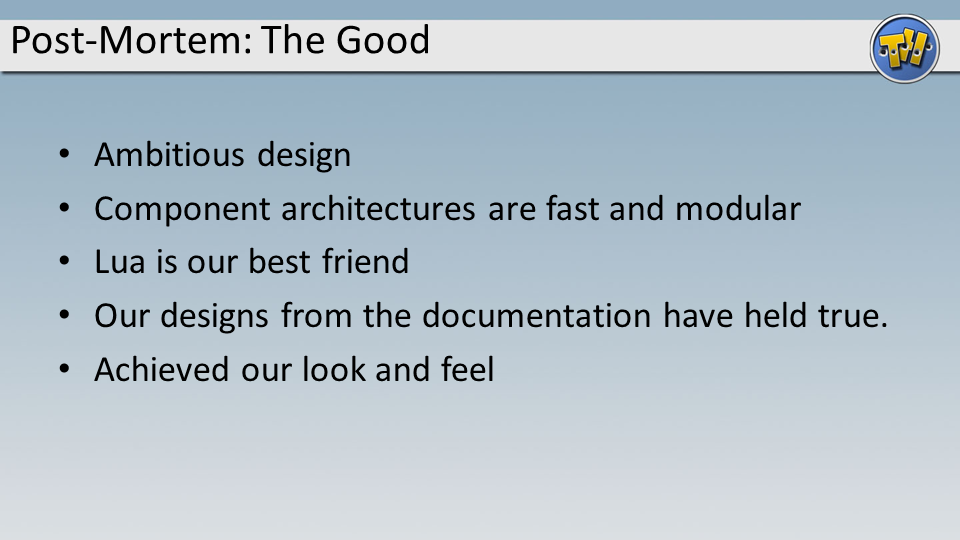 Post-Mortem: The Good
• Ambitious design
• Component architectures are fast and modular
• Lua is our best friend
• Our designs from the documentation have held true.
• Achieved our look and feel